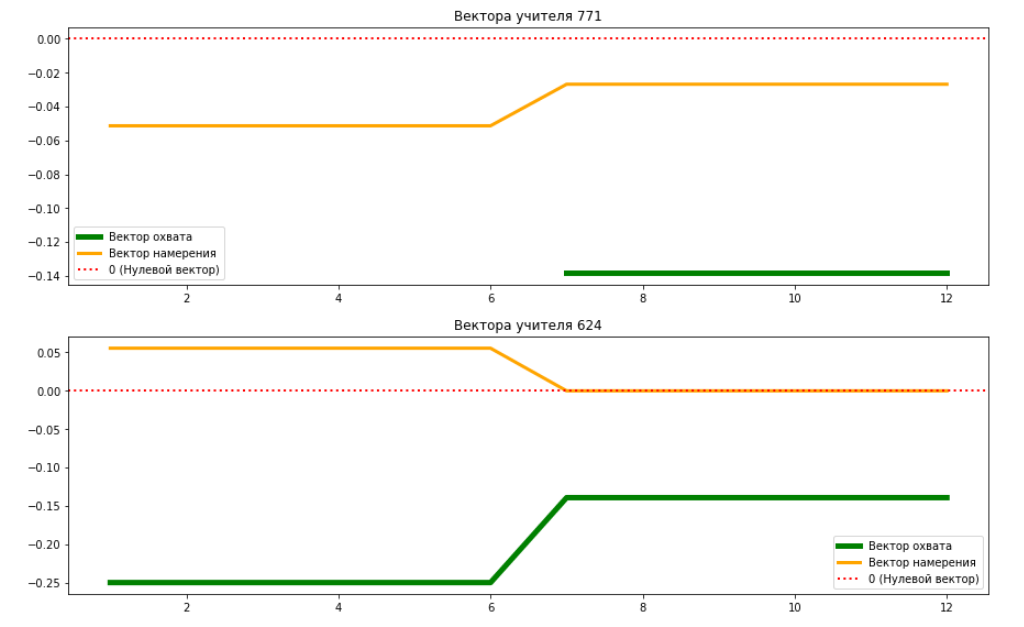 Вектора учителя 771
0.00
−0.02
−0.04
−0.06
−0.08
−0.10
−0.12
−0.14
Вектор охвата
Вектор намерения
0 (Нулевой вектор)
2 4 6 8 10 12
Вектора учителя 624
0.05
0.00
−0.05
−0.10
−0.15
−0.20
−0.25
Вектор охвата
Вектор намерения
0 (Нулевой вектор)
2 4 6 8 10 12